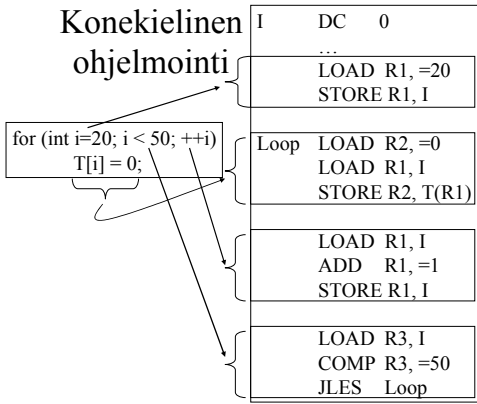 Konekielinen
ohjelmointi
for (int i=20; i < 50; ++i)
T[i] = 0;
I DC 0
...
LOAD R1, =20
STORE R1, I
Loop LOAD R2, =0
LOAD R1, I
STORE R2, T(R1)
LOAD R1, I
ADD R1, =1
STORE R1, I
LOAD R3, I
COMP R3, =50
JLES Loop